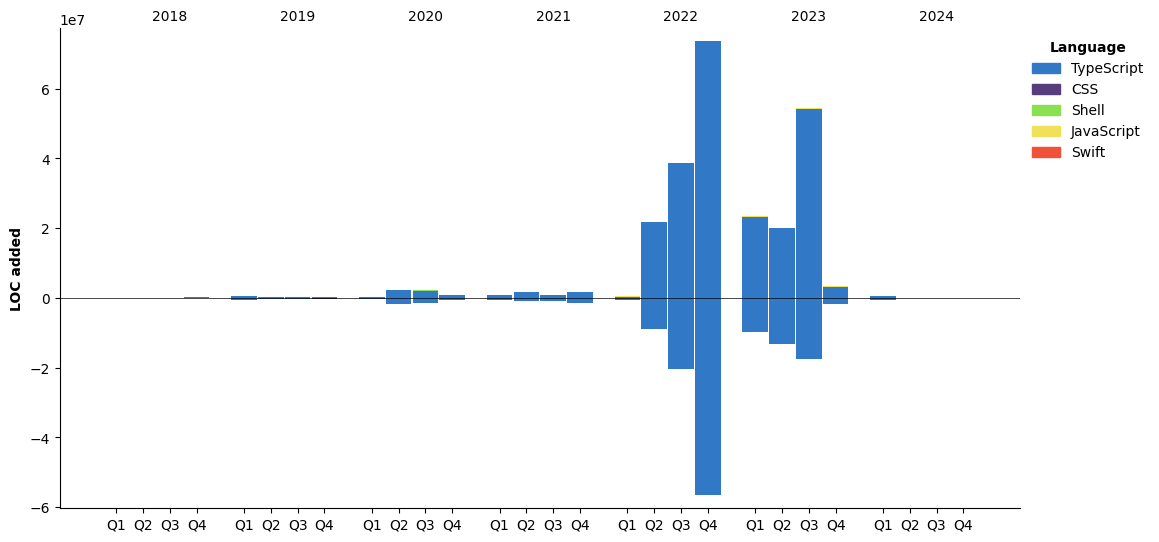 1e7
2018 2019 2020 2021 2022 2023 2024
Language
TypeScript
CSS
Shell
JavaScript
Swift
LOC added
6
4
2
0
−2
−4
−6
Q1 Q2 Q3 Q4 Q1 Q2 Q3 Q4 Q1 Q2 Q3 Q4 Q1 Q2 Q3 Q4 Q1 Q2 Q3 Q4 Q1 Q2 Q3 Q4 Q1 Q2 Q3 Q4